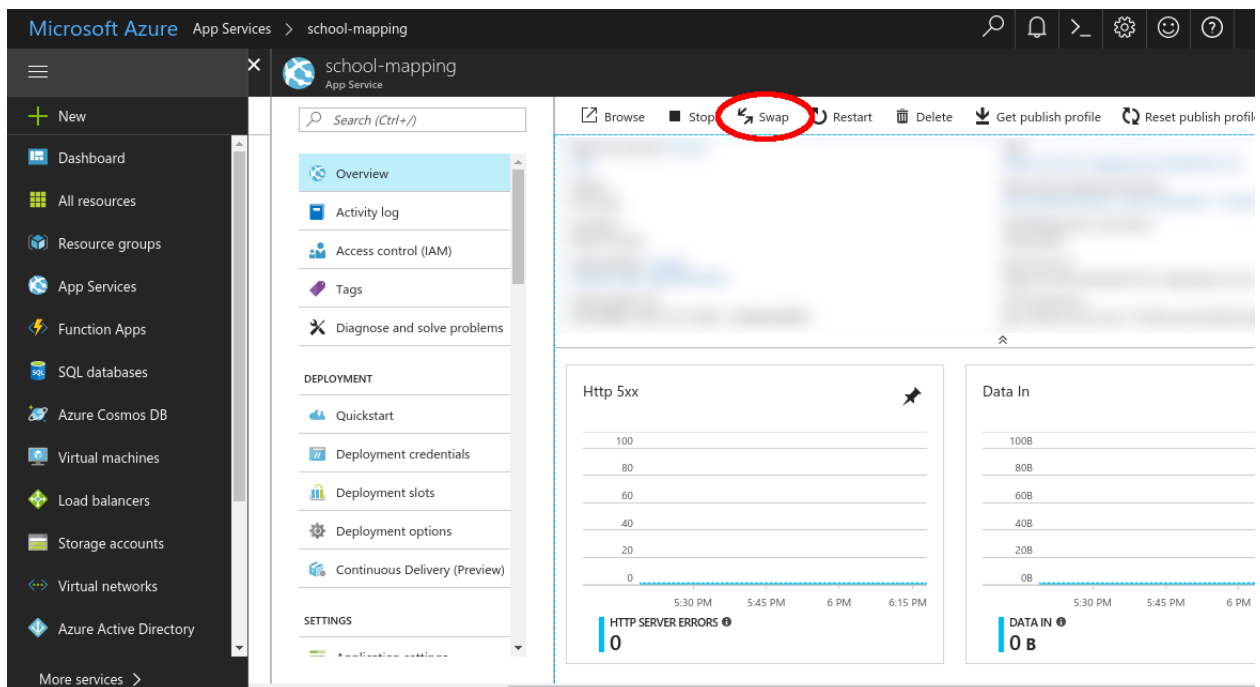 Microsoft Azure App Services > school-mapping
school-mapping
App Service
New
Dashboard
All resources
Resource groups
App Services
Function Apps
SQL databases
Azure Cosmos DB
Virtual machines
Load balancers
Storage accounts
Virtual networks
Azure Active Directory
More services >
Search (Ctrl+/)
Overview
Activity log
Access control (IAM)
Tags
Diagnose and solve problems
DEPLOYMENT
Quickstart
Deployment credentials
Deployment slots
Deployment options
Continuous Delivery (Preview)
SETTINGS
Application settings
Browse Stop Swap Restart Delete Get publish profile Reset publish profil
Http 5xx
100
80
60
40
20
0
5:30 PM 5:45 PM 6 PM 6:15 PM
HTTP SERVER ERRORS
0
Data In
100B
80B
60B
40B
20B
0B
5:30 PM 5:45 PM 6 PM
DATA IN
0 B